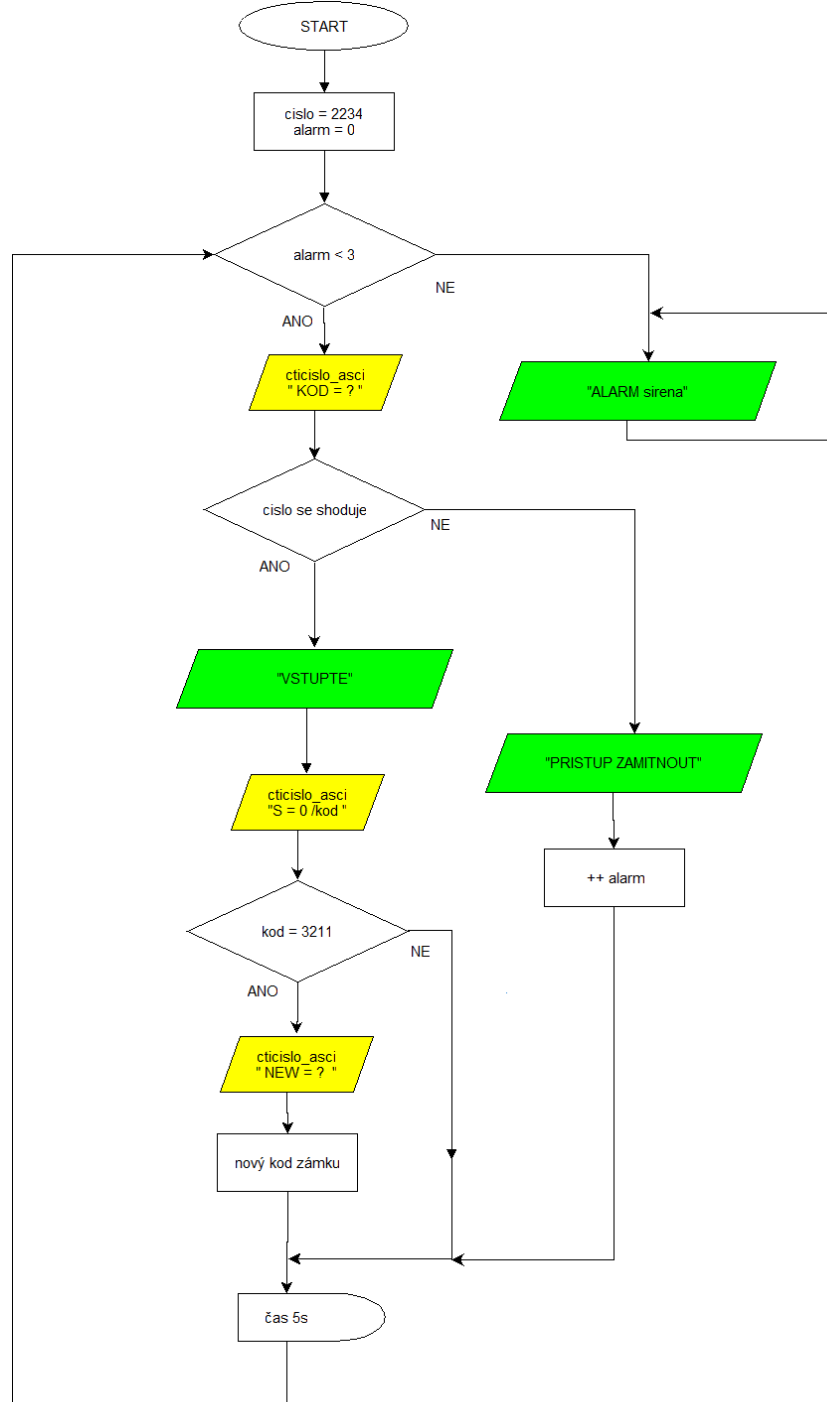 START
cislo = 2234
alarm = 0
alarm < 3
NE
ANO
cticislo_asci
" KOD = ? "
"ALARM sirena"
cislo se shoduje
NE
ANO
"VSTUPTE"
"PRISTUP ZAMITNOUT"
cticislo_asci
"S = 0 /kod "
++ alarm
kod = 3211
NE
ANO
cticislo_asci
" NEW = ?  "
nový kod zámku
čas 5s